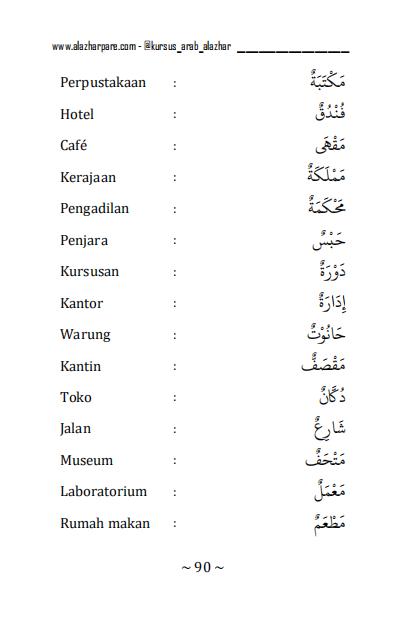 www.alazharpare.com - @kursus_arab_alazhar ____________
Perpustakaan : مَكْتَبَةٌ
Hotel : فُنْدُقٌ
Café : مَقْهَى
Kerajaan : مَمْلَكَةٌ
Pengadilan : مَحْكَمَةٌ
Penjara : حَبْسٌ
Kursusan : دَوْرَةٌ
Kantor : إِدَارَةٌ
Warung : حَانُوْتٌ
Kantin : مَقْصَفٌ
Toko : دُكَّانٌ
Jalan : شَارِعٌ
Museum : مَتْحَفٌ
Laboratorium : مَعْمَلٌ
Rumah makan : مَطْعَمٌ
~ 90 ~